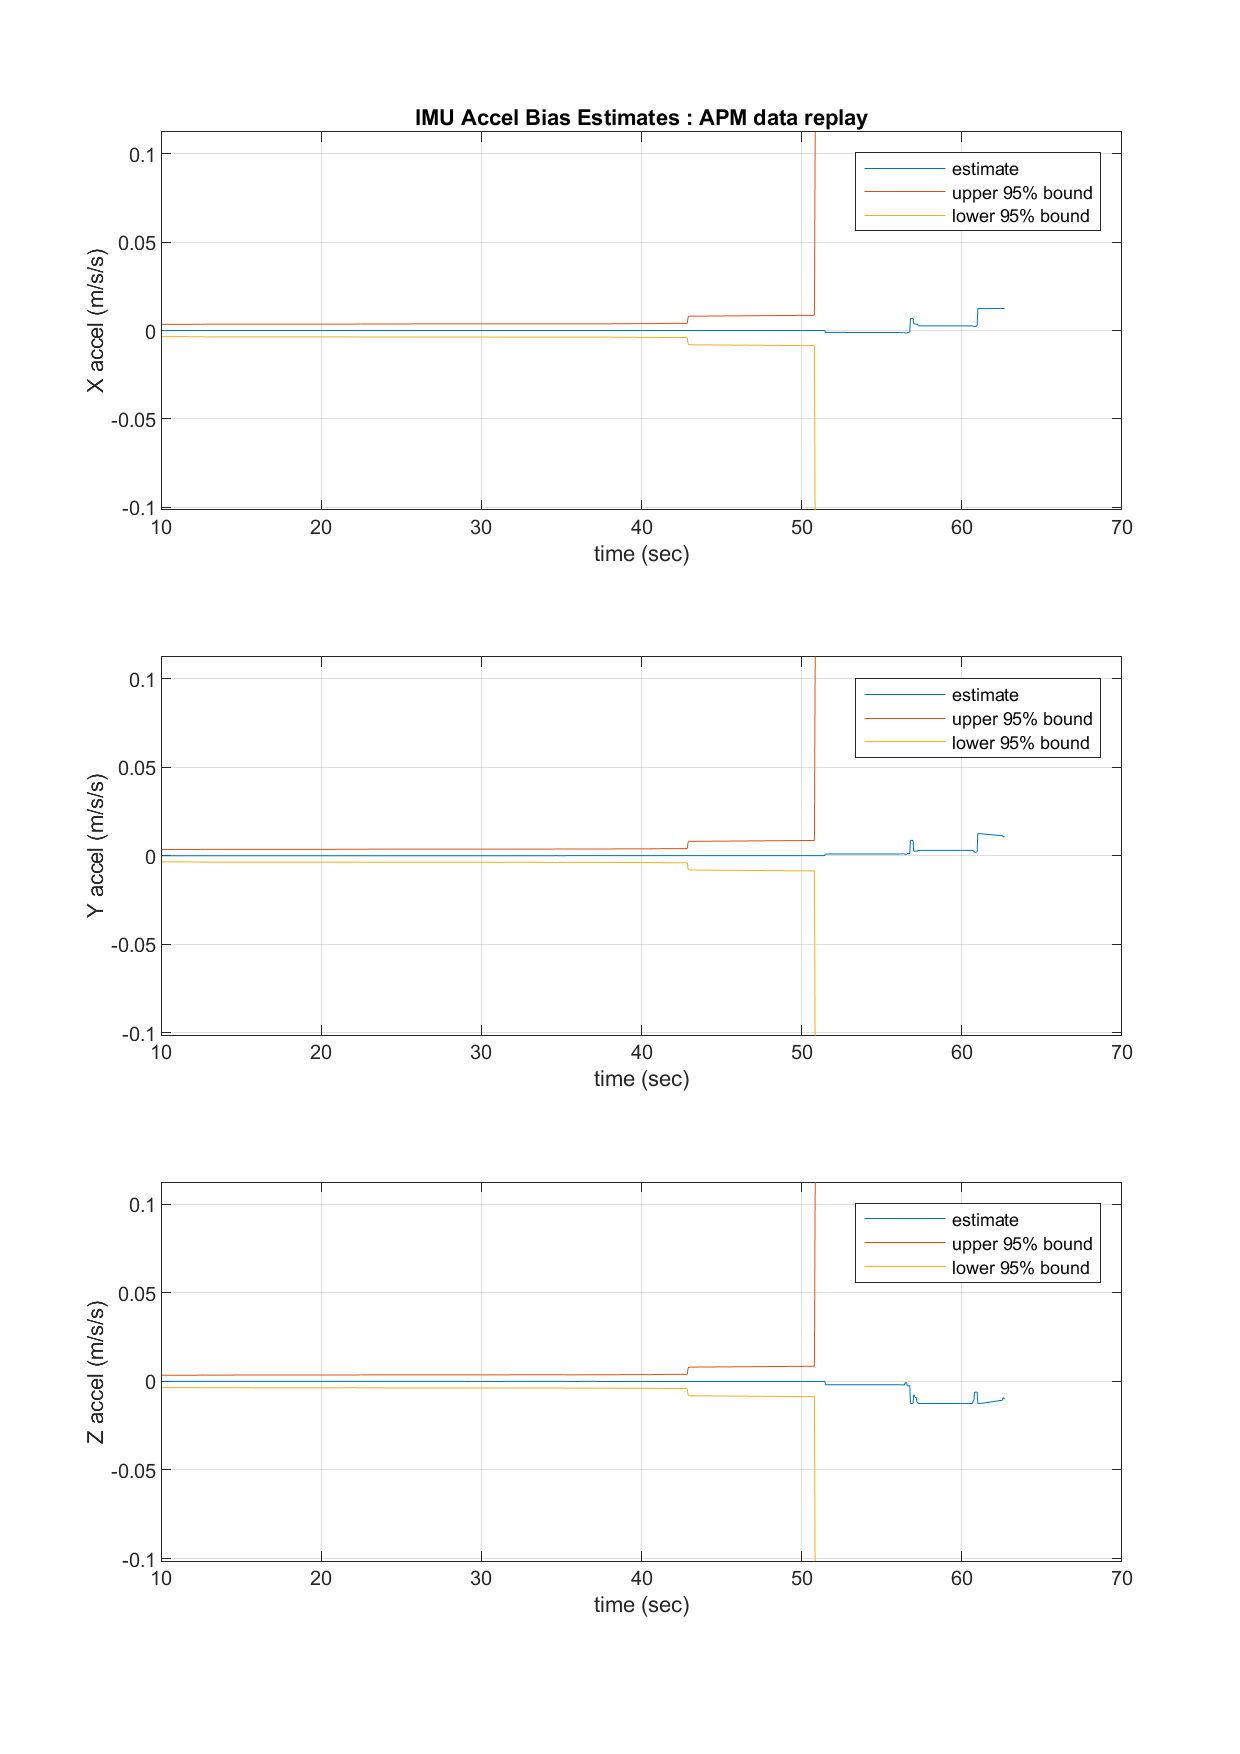 IMU Accel Bias Estimates : APM data replay
0.1
0.05
0
-0.05
-0.1
X accel (m/s/s)
estimate
upper 95% bound
lower 95% bound
10 20 30 40 50 60 70
time (sec)
0.1
0.05
0
-0.05
-0.1
Y accel (m/s/s)
estimate
upper 95% bound
lower 95% bound
10 20 30 40 50 60 70
time (sec)
0.1
0.05
0
-0.05
-0.1
Z accel (m/s/s)
estimate
upper 95% bound
lower 95% bound
10 20 30 40 50 60 70
time (sec)